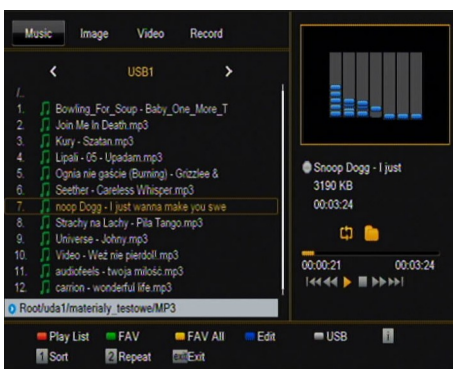 Music Image Video Record
USB1
/..
1. Bowling_For_Soup - Baby_One_More_T
2. Join Me In Death.mp3
3. Kury - Szatan.mp3
4. Lipali - 05 - Upadam.mp3
5. Ognia nie gaście (Burning) - Grizzlee &
6. Seether - Careless Whisper.mp3
7. noop Dogg - I just wanna make you swe
8. Strachy na Lachy - Pila Tango.mp3
9. Universe - Johny.mp3
10. Video - Weź nie pierdoll.mp3
11. audiofeels - twoja milość.mp3
12. carrion - wonderful life.mp3
Root/uda1/materialy_testowe/MP3
Snoop Dogg - I just
3190 KB
00:03:24
00:00:21 00:03:24
Play List FAV FAV All Edit USB i
1 Sort 2 Repeat exit Exit